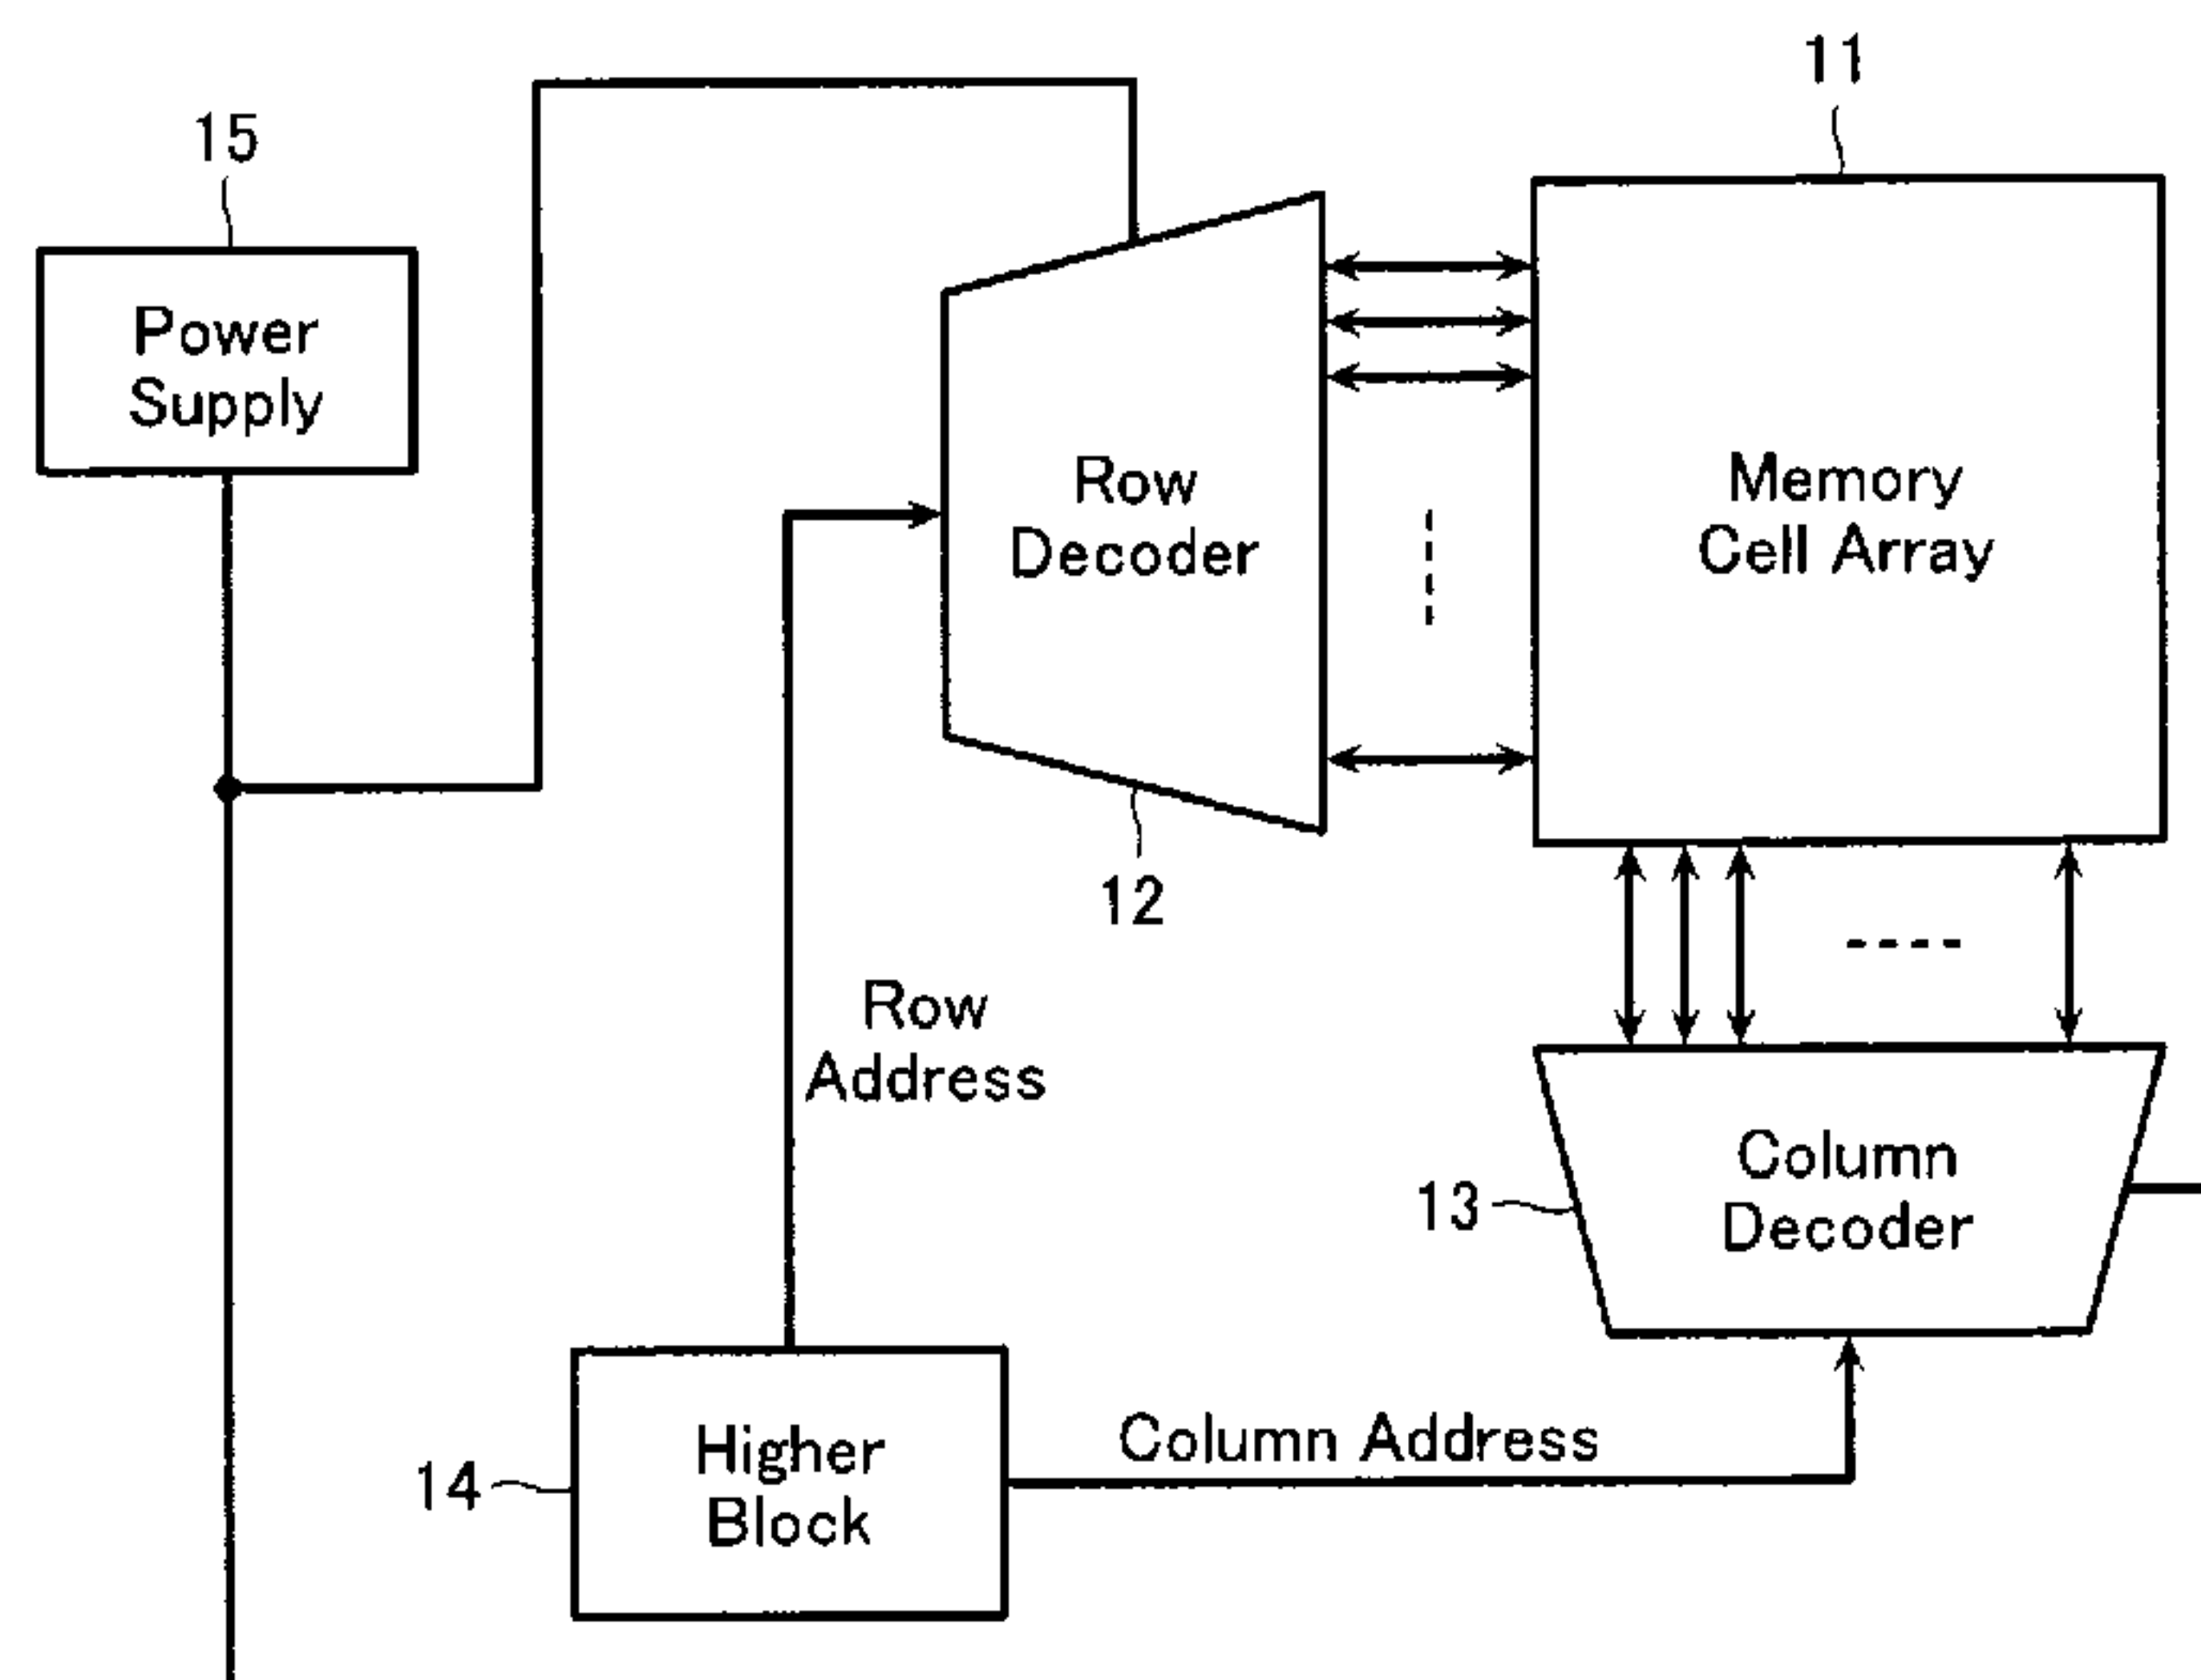 11
15
Power
Supply
Row
Decoder
Memory
Cell Array
12
Row
Address
Column
Decoder
13
Higher
Block
14
Column Address